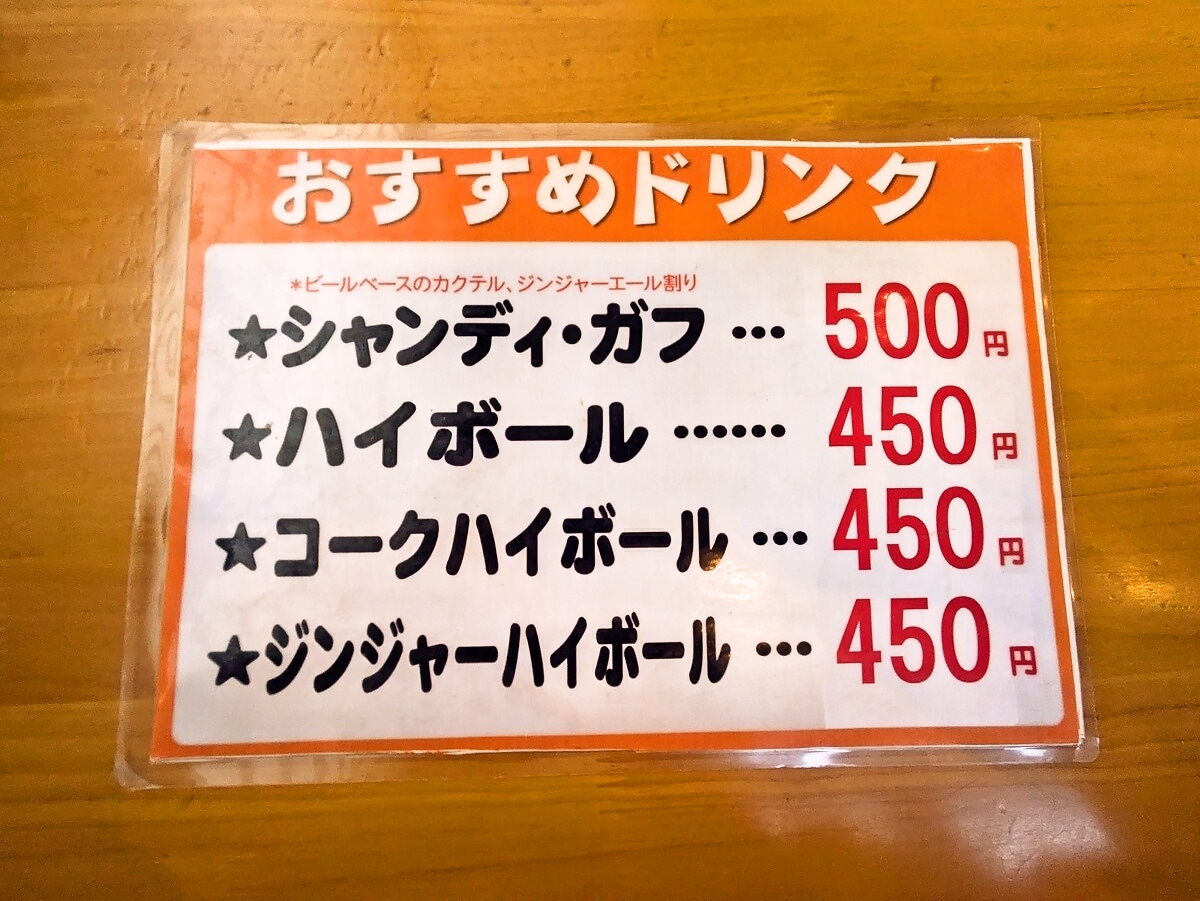 おすすめドリンク
*ビールベースのカクテル、ジンジャーエール割り
★シャンディ・ガフ … 500円
★ハイボール …… 450円
★コークハイボール … 450円
★ジンジャーハイボール … 450円